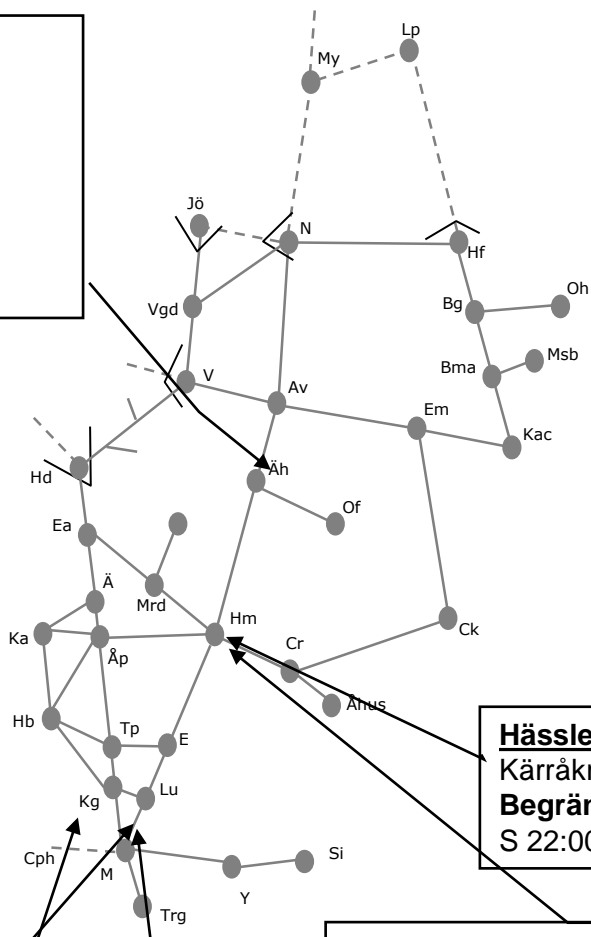 Lp
My
Jö
N
Hf
Vgd
Bg
Oh
Bma
Msb
V
Av
Em
Kac
Äh
Hd
Of
Ea
Ä
Mrd
Hm
Ck
Ka
Åp
Cr
Åhus
Hb
Tp
E
Kg
Lu
Cph
M
Y
Si
Trg
Hässle
Kärråkr
Begrän
S 22:00